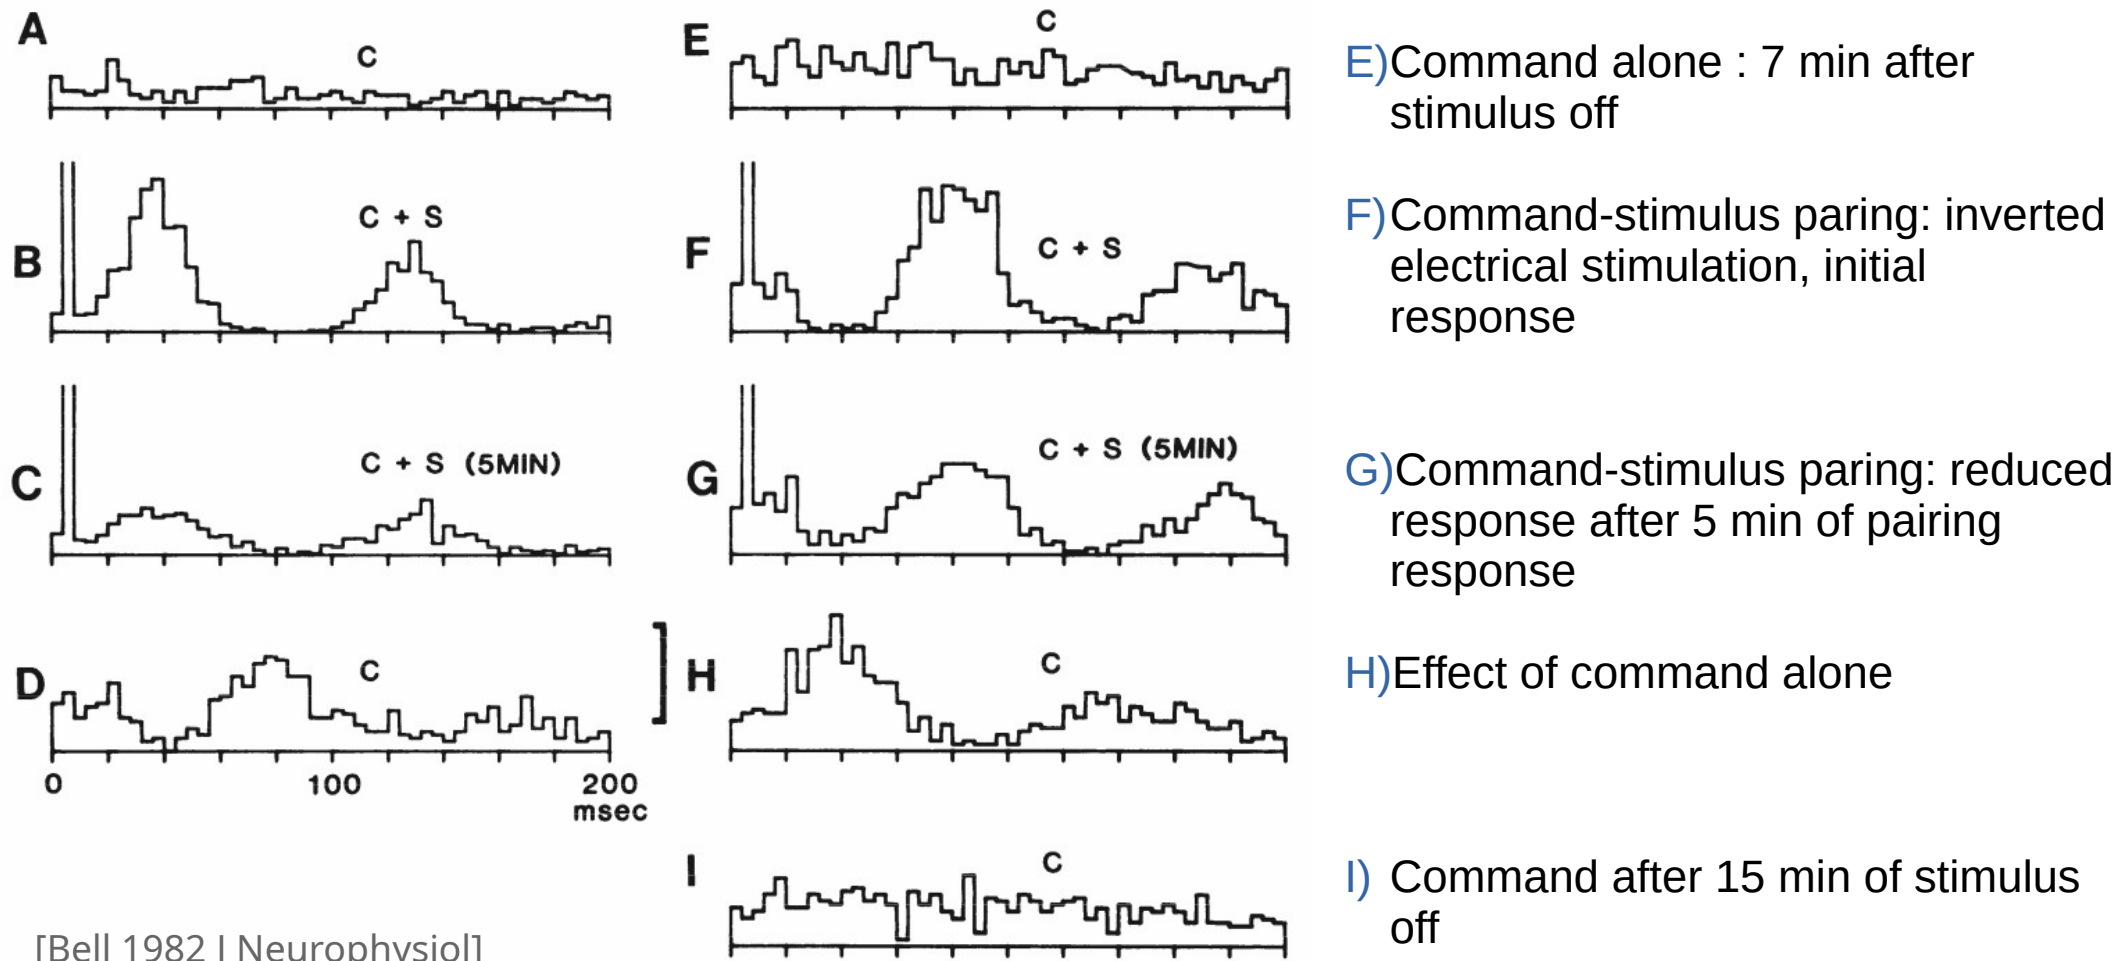 A
C
B
C + S
C
C + S (5MIN)
D
C
0 100 200
msec
E
C
F
C + S
G
C + S (5MIN)
H
C
I
C
E)Command alone : 7 min after
stimulus off
F)Command-stimulus paring: inverted
electrical stimulation, initial
response
G)Command-stimulus paring: reduced
response after 5 min of pairing
response
H)Effect of command alone
I) Command after 15 min of stimulus
off
[Bell 1982 J Neurophysiol]